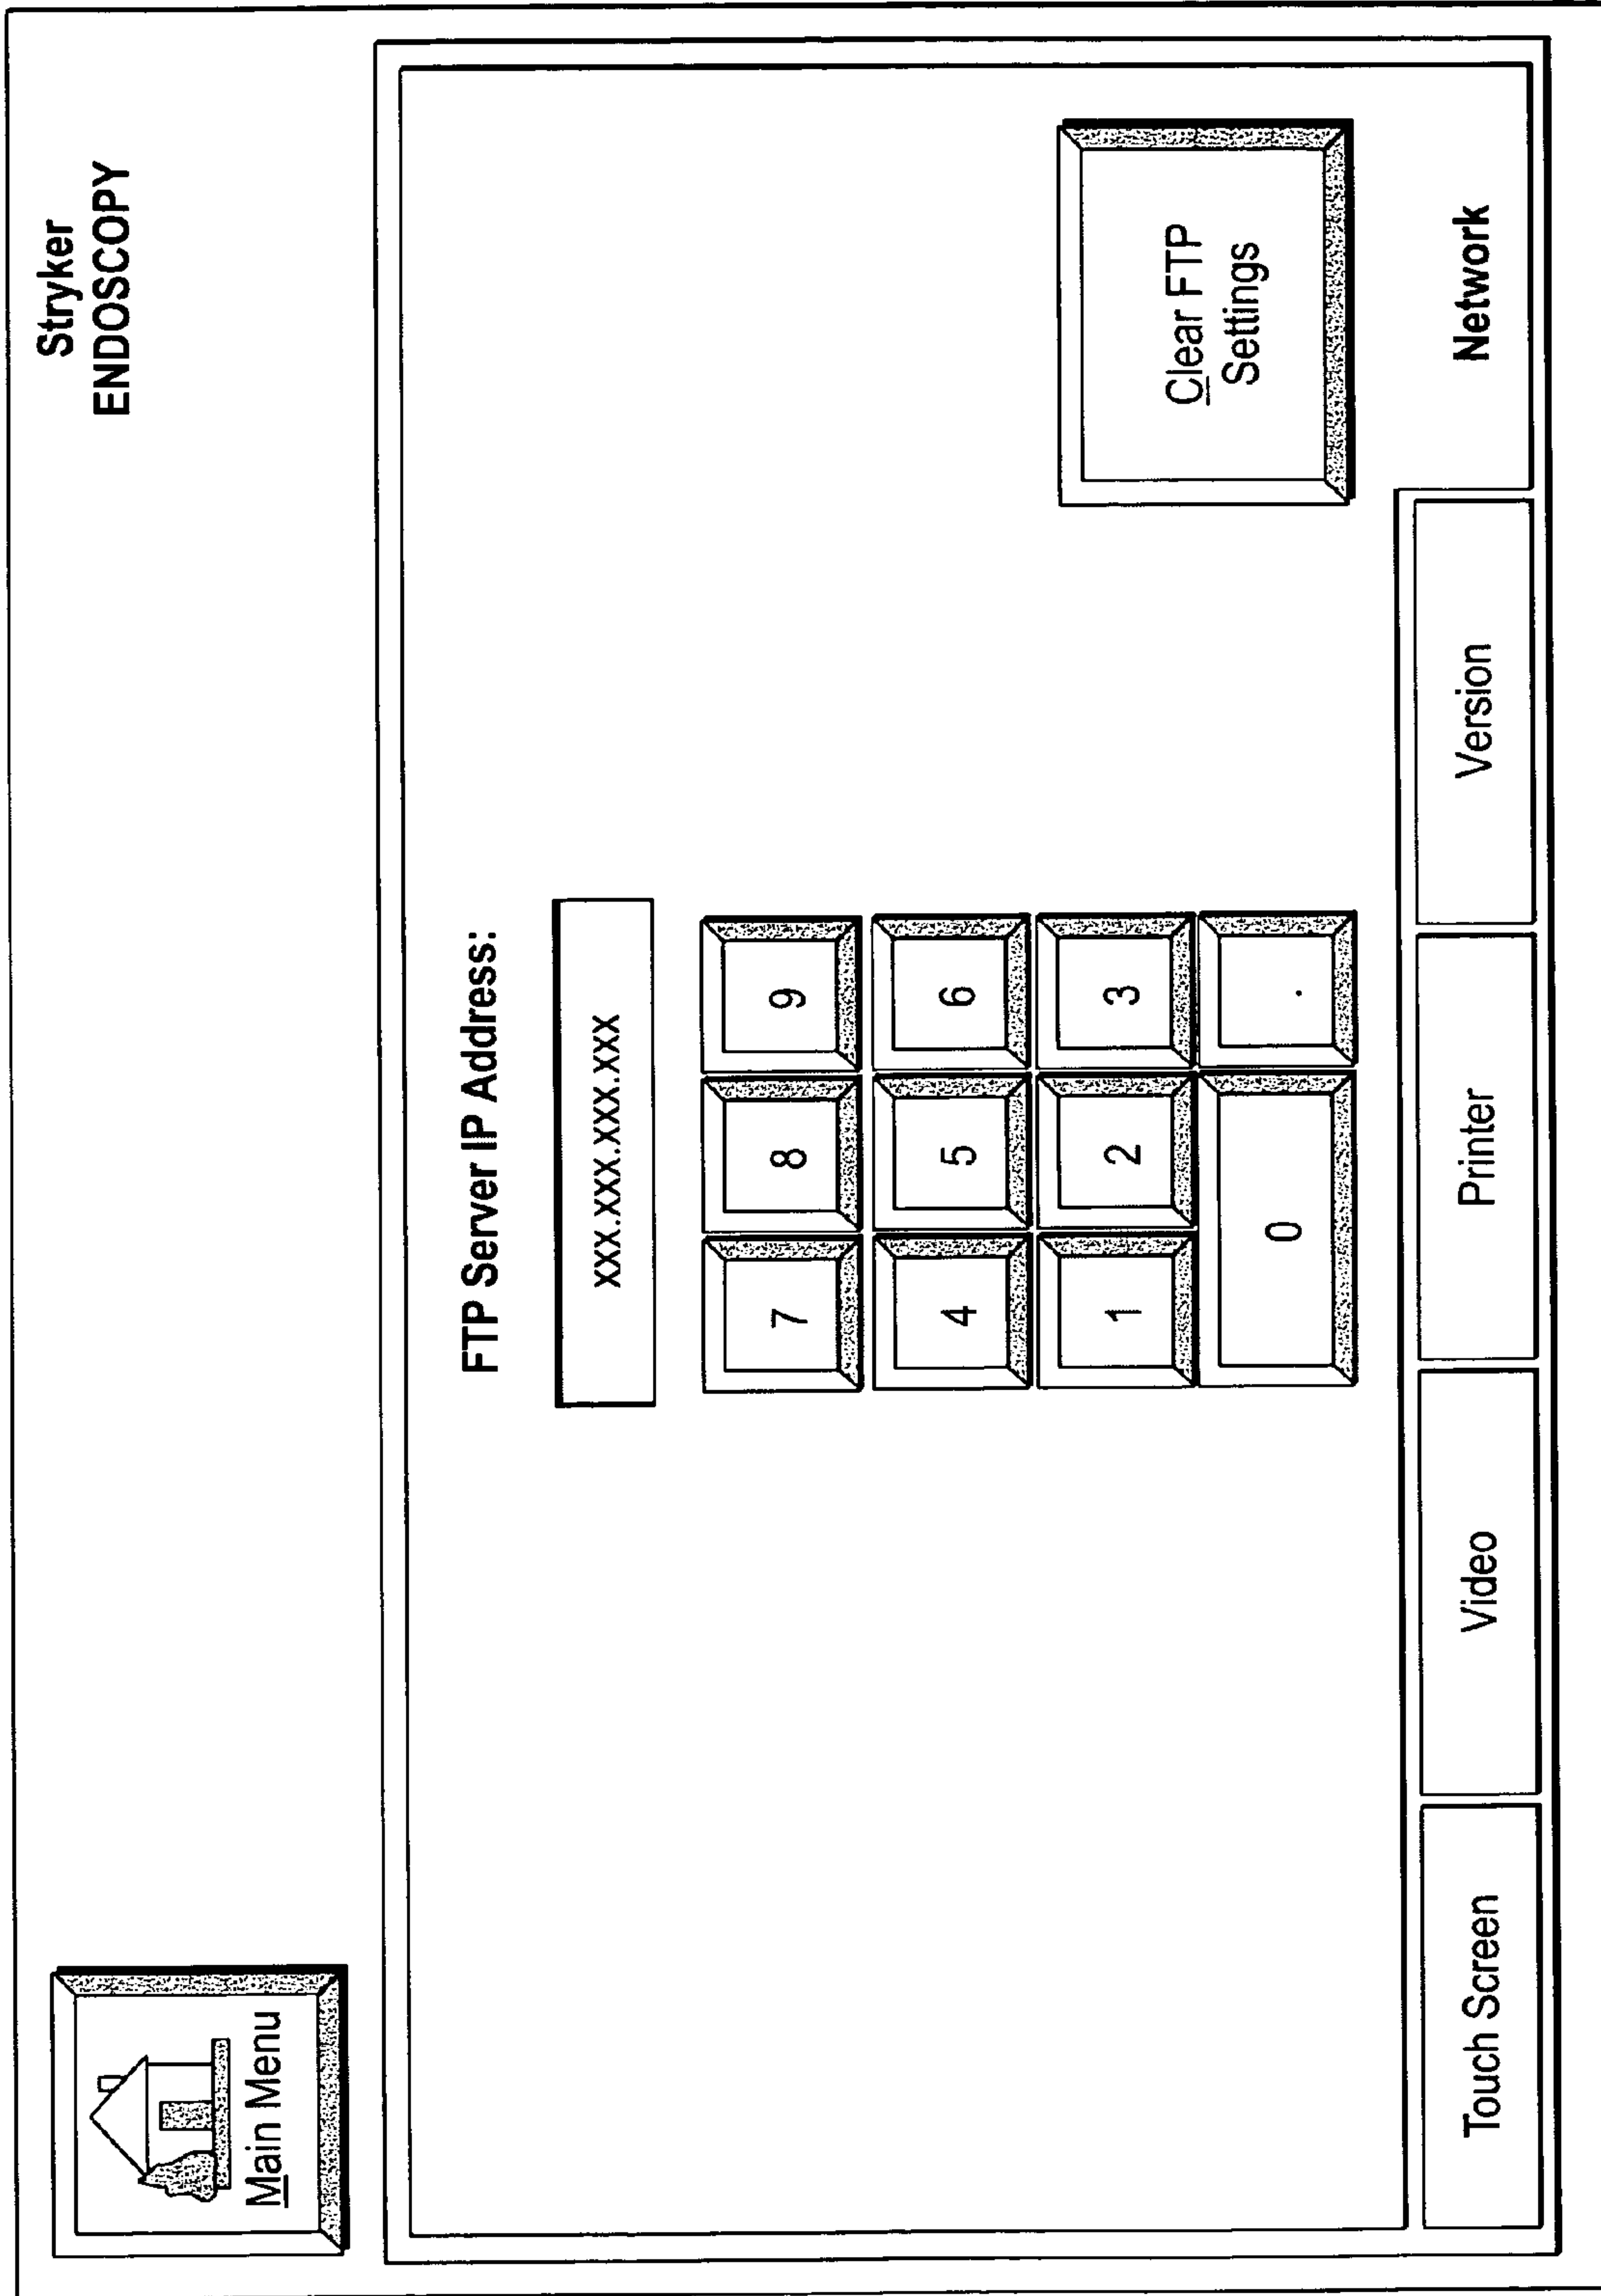 Main Menu
Stryker
ENDOSCOPY
FTP Server IP Address:
XXX.XXX.XXX.XXX
7 8 9
4 5 6
1 2 3
0 .
Clear FTP
Settings
Touch Screen Video Printer Version Network